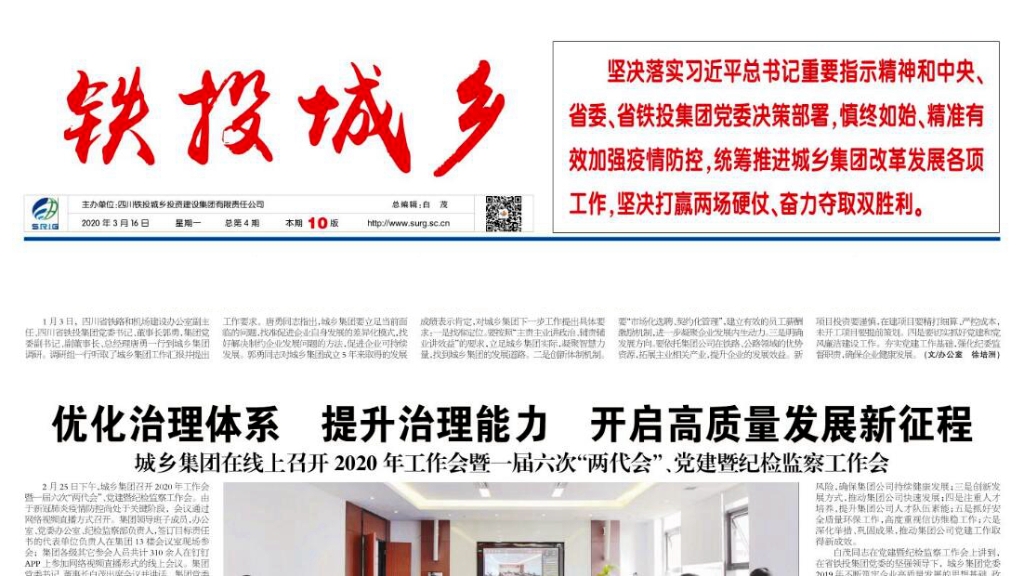 铁投城乡
坚决落实习近平总书记重要指示精神和中央、
省委、省铁投集团党委决策部署,慎终如始、精准有
效加强疫情防控,统筹推进城乡集团改革发展各项
工作,坚决打赢两场硬仗、奋力夺取双胜利。
SRIG
主办单位:四川铁投城乡投资建设集团有限责任公司 总编辑:白 茂
2020年3月16日 星期一 总第4期 本期10版 http://www.surg.sc.cn
1月3日,四川省铁路和机场建设办公室副主
任,四川省铁投集团党委书记、董事长郭勇,集团党
委副书记、副董事长、总经理唐勇一行到城乡集团
调研。调研组一行听取了城乡集团工作汇报并提出
工作要求。唐勇同志指出,城乡集团要立足当前面
临的问题,找准促进企业自身发展的差异化模式,找
好解决制约企业发展问题的方法,促进企业可持续
发展。郭勇同志对城乡集团成立5年来取得的发展
成绩表示肯定,对城乡集团下一步工作提出具体要
求:一是找准定位。要按照“主责主业供政治,辅责辅
业讲效益”的要求,立足城乡集团实际,凝聚智慧力
量,找到城乡集团的发展道路。二是创新体制机制。
要“市场化选聘、契约化管理”,建立有效的员工薪酬
激励机制,进一步凝聚企业发展内生动力。三是明确
发展方向。要依托集团公司在铁路、公路领域的优势
资源,拓展主业相关产业,提升企业的发展效益。新
项目投资要谨慎,在建项目要精打细算,严控成本,
未开工项目要提前策划。四是要切实抓好党建和党
风廉洁建设工作。夯实党建工作基础,强化纪委监
督职责,确保企业健康发展。(文/办公室 徐培洲)
优化治理体系 提升治理能力 开启高质量发展新征程
城乡集团在线上召开2020年工作会暨一届六次“两代会”、党建暨纪检监察工作会
2月25日下午,城乡集团召开2020年工作会
暨一届六次“两代会”、党建暨纪检监察工作会。由
于新冠肺炎疫情防控尚处于关键阶段,会议通过
网络视频直播方式召开。集团领导班子成员,办公
室、党委办公室、纪检监察部负责人,签订目标责任
书的代表单位负责人在集团13楼会议室现场参
会;集团各级其它参会人员共计310余人在钉钉
APP上参加网络视频直播形式的线上会议。集团
党委书记、董事长白茂出席会议并讲话,集团党委
风险,确保集团公司持续健康发展;三是创新发
展方式,推动集团公司快速发展;四是注重人才
培养,提升集团公司人才队伍素能;五是抓好安
全质量环保工作,高度重视信访维稳工作;六是
深化举措、巩固成果,推动集团公司党建工作取
得新成效。
白茂同志在党建暨纪检监察工作会上讲到,
在省铁投集团党委的坚强领导下,城乡集团党委